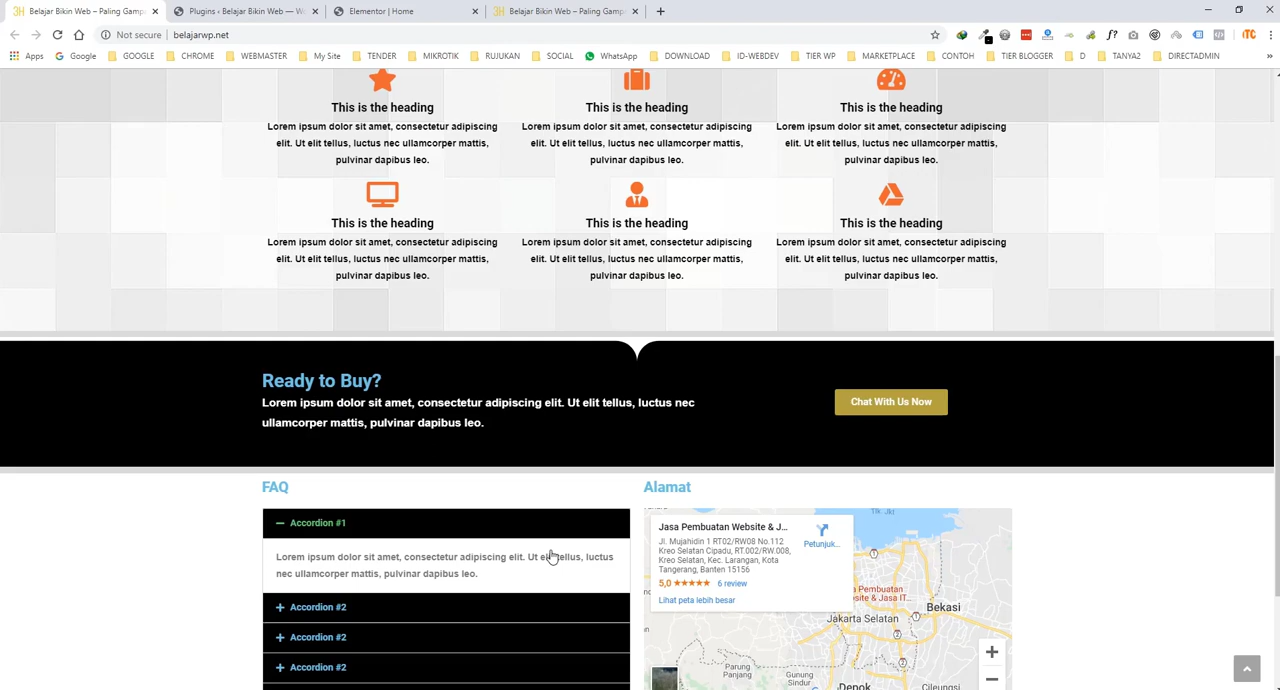 Belajar Bikin Web – Paling Gamp
Plugins ‹ Belajar Bikin Web — W
Elementor | Home
Belajar Bikin Web – Paling Gamp
Not secure
belajarwp.net
Apps
Google
GOOGLE
CHROME
WEBMASTER
My Site
TENDER
MIKROTIK
RUJUKAN
SOCIAL
WhatsApp
DOWNLOAD
ID-WEBDEV
TIER WP
MARKETPLACE
CONTOH
TIER BLOGGER
D
TANYA2
DIRECTADMIN
This is the heading
Lorem ipsum dolor sit amet, consectetur adipiscing
elit. Ut elit tellus, luctus nec ullamcorper mattis,
pulvinar dapibus leo.
This is the heading
Lorem ipsum dolor sit amet, consectetur adipiscing
elit. Ut elit tellus, luctus nec ullamcorper mattis,
pulvinar dapibus leo.
This is the heading
Lorem ipsum dolor sit amet, consectetur adipiscing
elit. Ut elit tellus, luctus nec ullamcorper mattis,
pulvinar dapibus leo.
This is the heading
Lorem ipsum dolor sit amet, consectetur adipiscing
elit. Ut elit tellus, luctus nec ullamcorper mattis,
pulvinar dapibus leo.
This is the heading
Lorem ipsum dolor sit amet, consectetur adipiscing
elit. Ut elit tellus, luctus nec ullamcorper mattis,
pulvinar dapibus leo.
This is the heading
Lorem ipsum dolor sit amet, consectetur adipiscing
elit. Ut elit tellus, luctus nec ullamcorper mattis,
pulvinar dapibus leo.
Ready to Buy?
Lorem ipsum dolor sit amet, consectetur adipiscing elit. Ut elit tellus, luctus nec
ullamcorper mattis, pulvinar dapibus leo.
Chat With Us Now
FAQ
Accordion #1
Lorem ipsum dolor sit amet, consectetur adipiscing elit. Ut elit tellus, luctus
nec ullamcorper mattis, pulvinar dapibus leo.
Accordion #2
Accordion #2
Accordion #2
Alamat
Jasa Pembuatan Website & J...
Jl. Mujahidin 1 RT02/RW08 No.112
Kreo Selatan Cipadu, RT.002/RW.008,
Kreo Selatan, Kec. Larangan, Kota
Tangerang, Banten 15156
5,0 ★★★★★ 6 review
Lihat peta lebih besar
Petunjuk...
Tlk. Jkt.
a Pembuatan
site & Jasa IT...
Bekasi
Jakarta Selatan
Parung
Panjang
Gunung
Sindur
Depok
Cileungsi